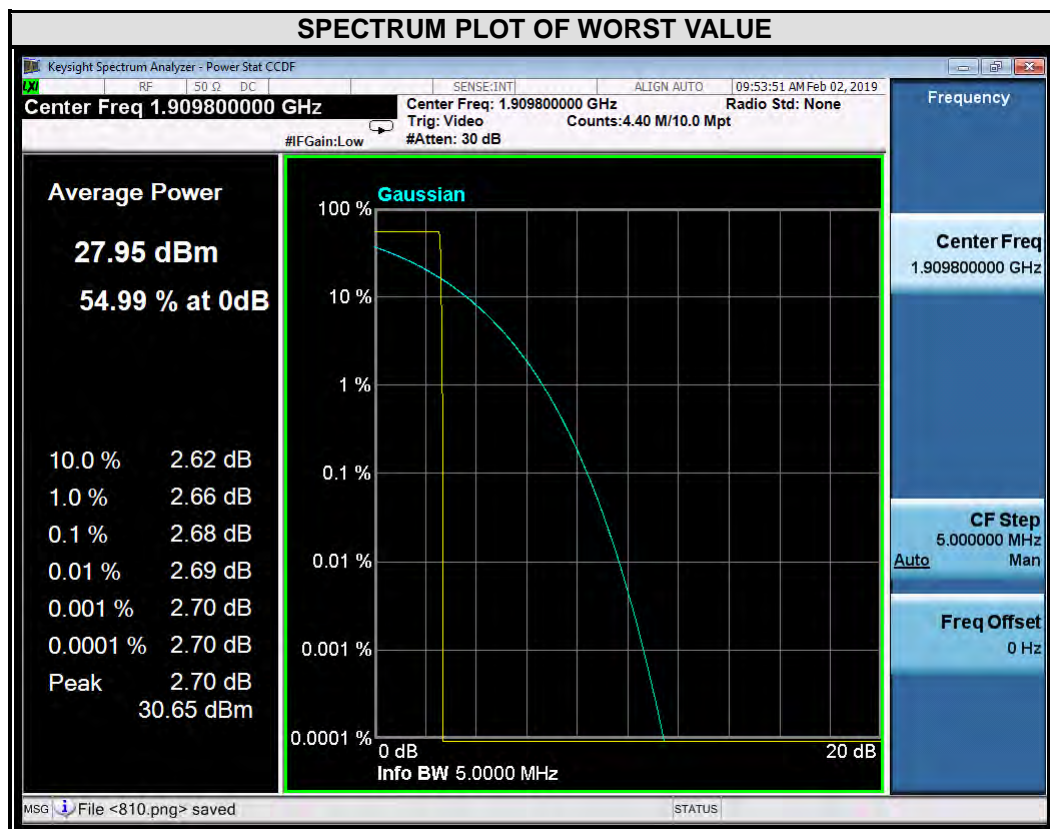 SPECTRUM PLOT OF WORST VALUE
Keysight Spectrum Analyzer - Power Stat CCDF
LXI RF 50 Ω DC SENSE:INT ALIGN AUTO 09:53:51 AM Feb 02, 2019
Center Freq 1.909800000 GHz
Center Freq: 1.909800000 GHz Radio Std: None
Trig: Video Counts:4.40 M/10.0 Mpt
#IFGain:Low #Atten: 30 dB
Frequency
Average Power
27.95 dBm
54.99 % at 0dB
10.0 % 2.62 dB
1.0 % 2.66 dB
0.1 % 2.68 dB
0.01 % 2.69 dB
0.001 % 2.70 dB
0.0001 % 2.70 dB
Peak 2.70 dB
30.65 dBm
Gaussian
100 %
10 %
1 %
0.1 %
0.01 %
0.001 %
0.0001 %
0 dB 20 dB
Info BW 5.0000 MHz
Center Freq
1.909800000 GHz
CF Step
5.000000 MHz
Auto Man
Freq Offset
0 Hz
MSG File <810.png> saved STATUS